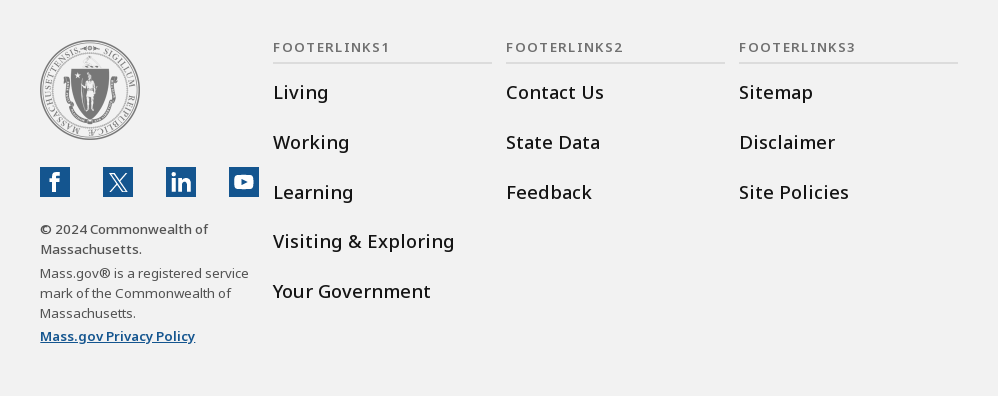 SIGILLUM REIPUBLICÆ MASSACHUSETTENSIS
© 2024 Commonwealth of
Massachusetts.
Mass.gov® is a registered service
mark of the Commonwealth of
Massachusetts.
Mass.gov Privacy Policy
FOOTERLINKS1
Living
Working
Learning
Visiting & Exploring
Your Government
FOOTERLINKS2
Contact Us
State Data
Feedback
FOOTERLINKS3
Sitemap
Disclaimer
Site Policies